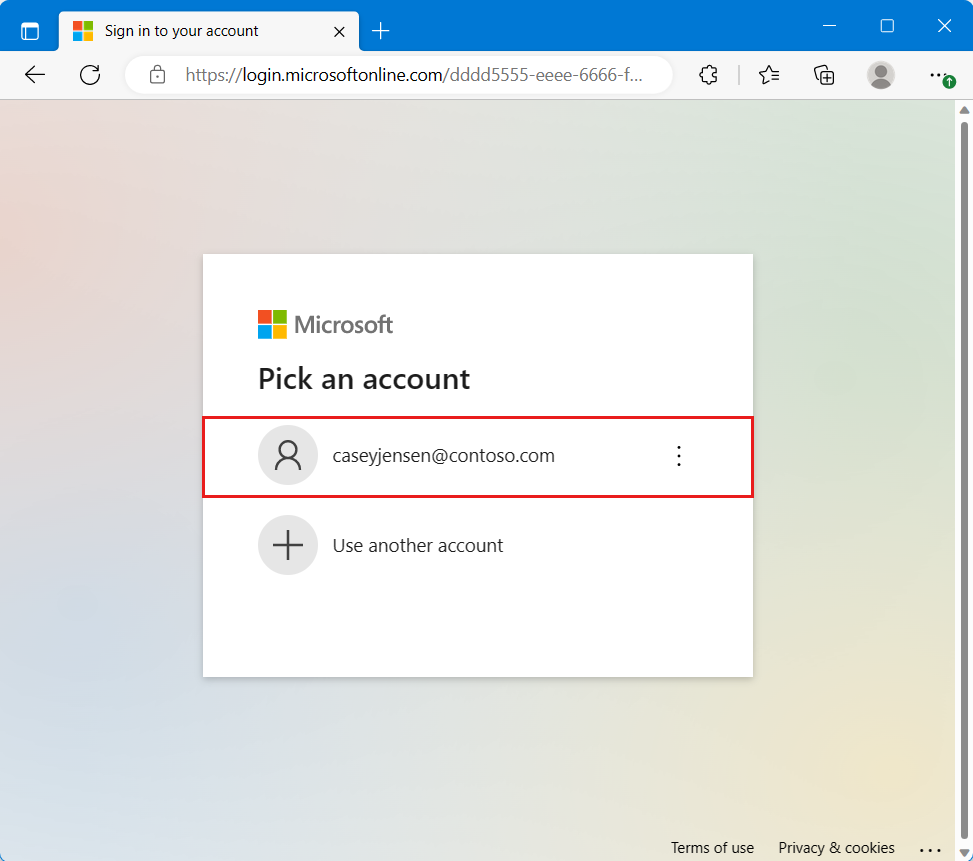 Sign in to your account
https://login.microsoftonline.com/dddd5555-eeee-6666-f...
Microsoft
Pick an account
caseyjensen@contoso.com
Use another account
Terms of use Privacy & cookies ...